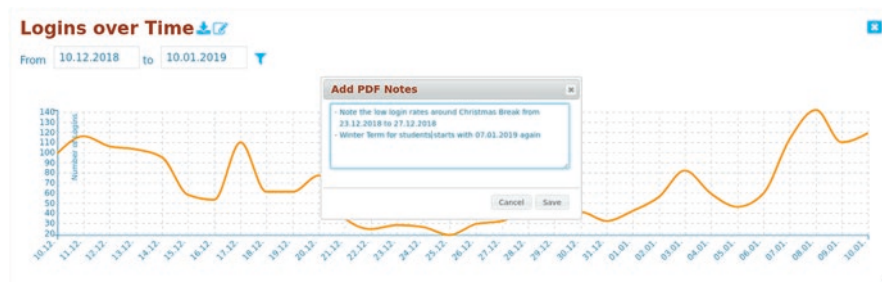 Logins over Time
From 10.12.2018 to 10.01.2019
Add PDF Notes
- Note the low login rates around Christmas Break from
23.12.2018 to 27.12.2018
- Winter Term for students starts with 07.01.2019 again
Cancel Save
Number of Logins
140
130
120
110
100
90
80
70
60
50
40
30
20
10.12. 11.12. 12.12. 13.12. 14.12. 15.12. 16.12. 17.12. 18.12. 19.12. 20.12. 21.12. 22.12. 23.12. 24.12. 25.12. 26.12. 27.12. 28.12. 29.12. 30.12. 31.12. 01.01. 02.01. 03.01. 04.01. 05.01. 06.01. 07.01. 08.01. 09.01. 10.01.